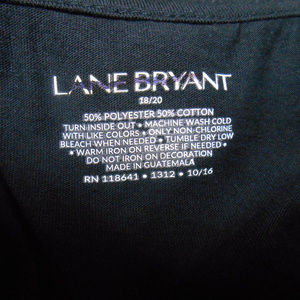 LANE BRYANT
18/20
50% POLYESTER 50% COTTON
TURN INSIDE OUT • MACHINE WASH COLD
WITH LIKE COLORS • ONLY NON-CHLORINE
BLEACH WHEN NEEDED • TUMBLE DRY LOW
• WARM IRON ON REVERSE IF NEEDED •
DO NOT IRON ON DECORATION
MADE IN GUATEMALA
RN 118641 • 1312 • 10/16